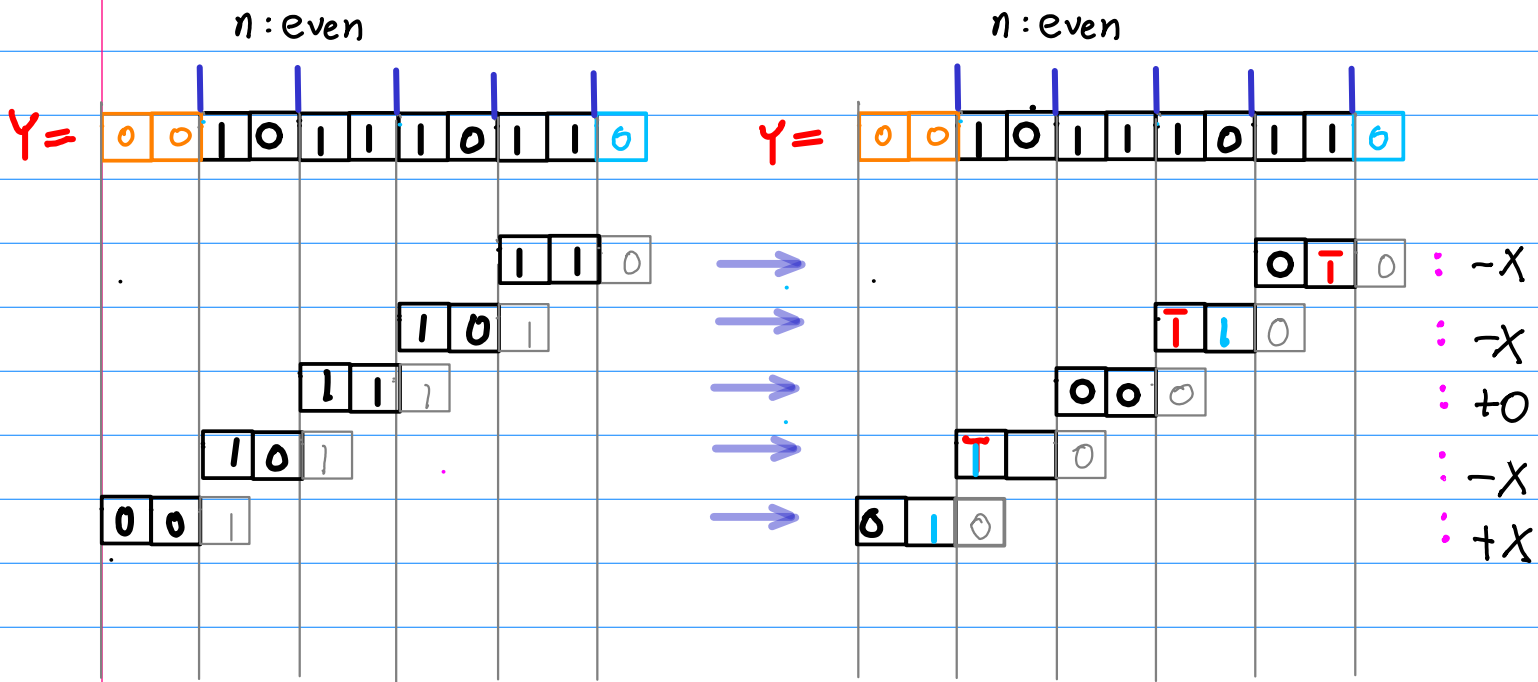 n : even n : even
Y = 0 0 1 0 1 1 1 0 1 1 0 Y = 0 0 1 0 1 1 1 0 1 1 0
1 1 0 → 0 T 0 : -X
1 0 1 → T 1 0 : -X
1 1 1 → 0 0 0 : +0
1 0 1 → T 0 : -X
0 0 1 → 0 1 0 : +X